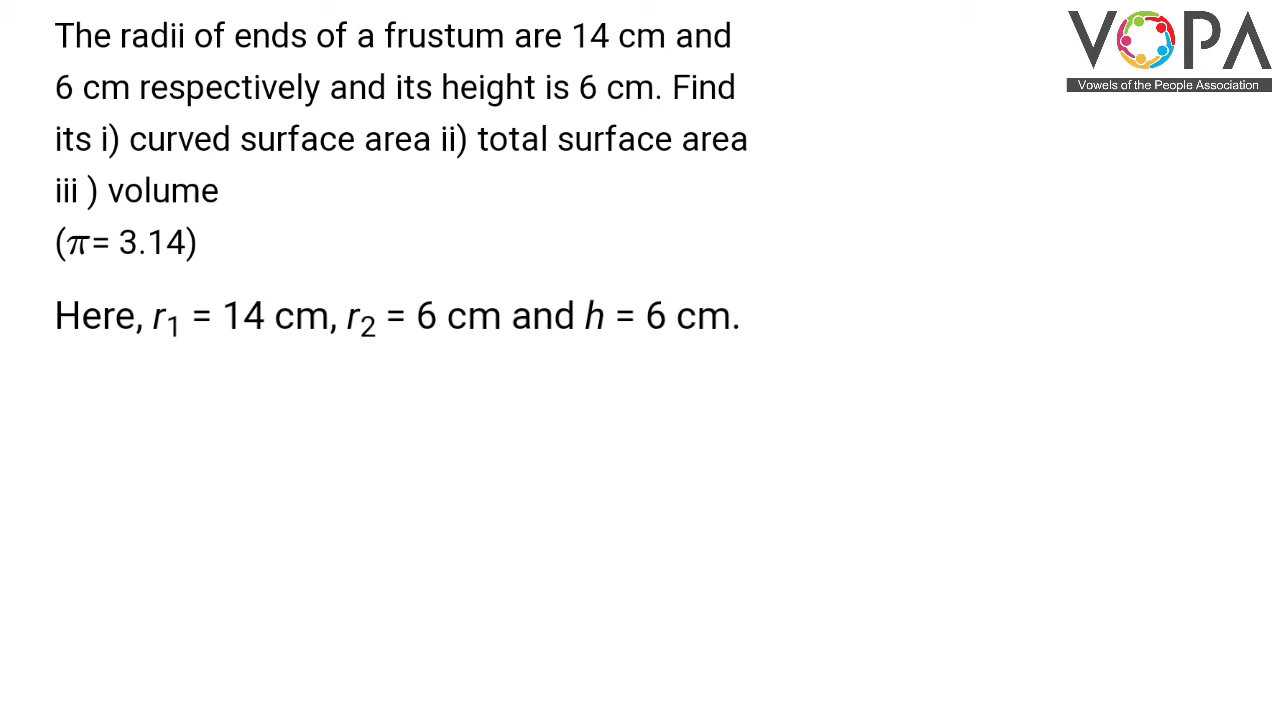 The radii of ends of a frustum are 14 cm and
6 cm respectively and its height is 6 cm. Find
its i) curved surface area ii) total surface area
iii ) volume
(π= 3.14)
Here, r₁ = 14 cm, r₂ = 6 cm and h = 6 cm.
VOPA
Vowels of the People Association